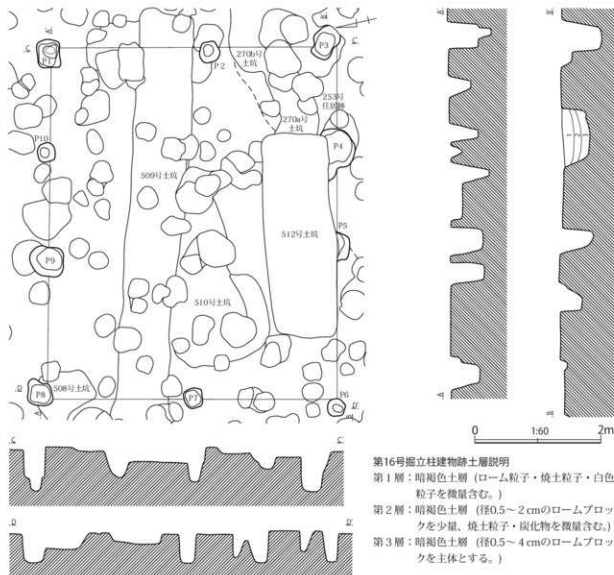 P1
P2
P3
270b号
土坑
253号
住居跡
270a号
土坑
P10
P4
509号土坑
512号土坑
P5
P9
510号土坑
508号土坑
P8
P7
P6
1
2
3
0
1:60
2m
第16号掘立柱建物跡土層説明
第1層：暗褐色土層（ローム粒子・焼土粒子・白色
粒子を微量含む。）
第2層：暗褐色土層（径0.5～2cmのロームブロッ
クを少量、焼土粒子・炭化物を微量含む。）
第3層：暗褐色土層（径0.5～4cmのロームブロッ
クを主体とする。）